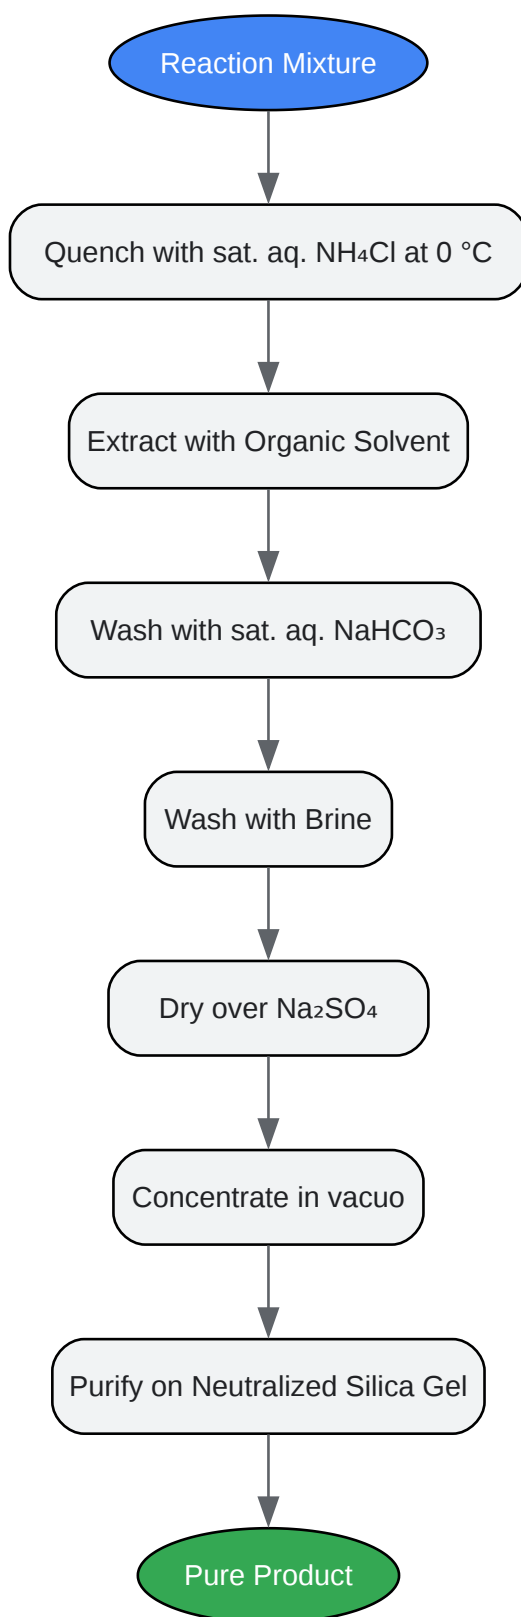 Reaction Mixture
Quench with sat. aq. NH₄Cl at 0 °C
Extract with Organic Solvent
Wash with sat. aq. NaHCO₃
Wash with Brine
Dry over Na₂SO₄
Concentrate in vacuo
Purify on Neutralized Silica Gel
Pure Product